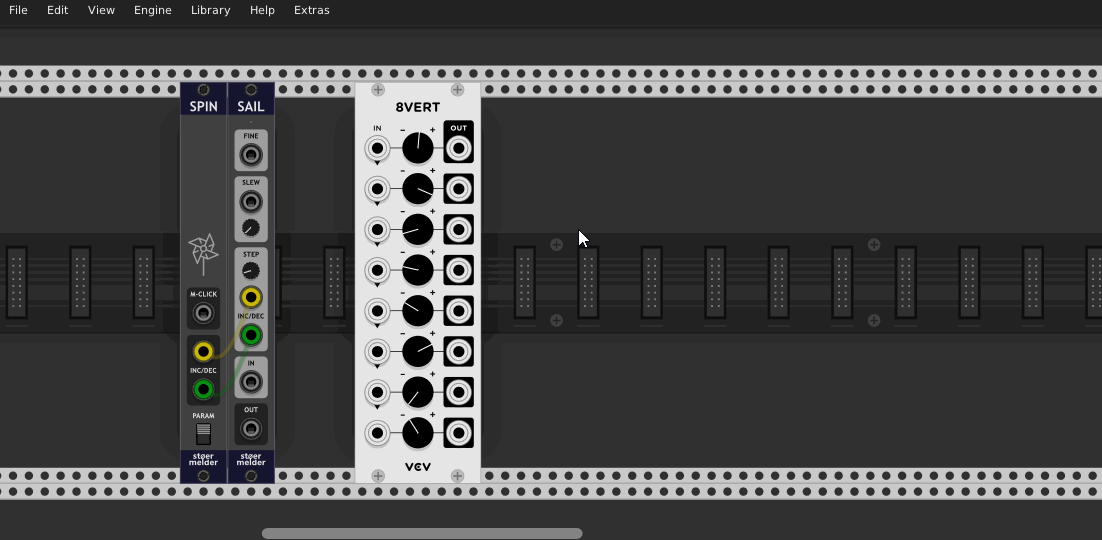 File Edit View Engine Library Help Extras
SPIN
M-CLICK
INC/DEC
PARAM
støer
melder
SAIL
FINE
SLEW
STEP
INC/DEC
IN
OUT
støer
melder
8VERT
IN
OUT
- +
- +
- +
- +
- +
- +
- +
- +
VCV